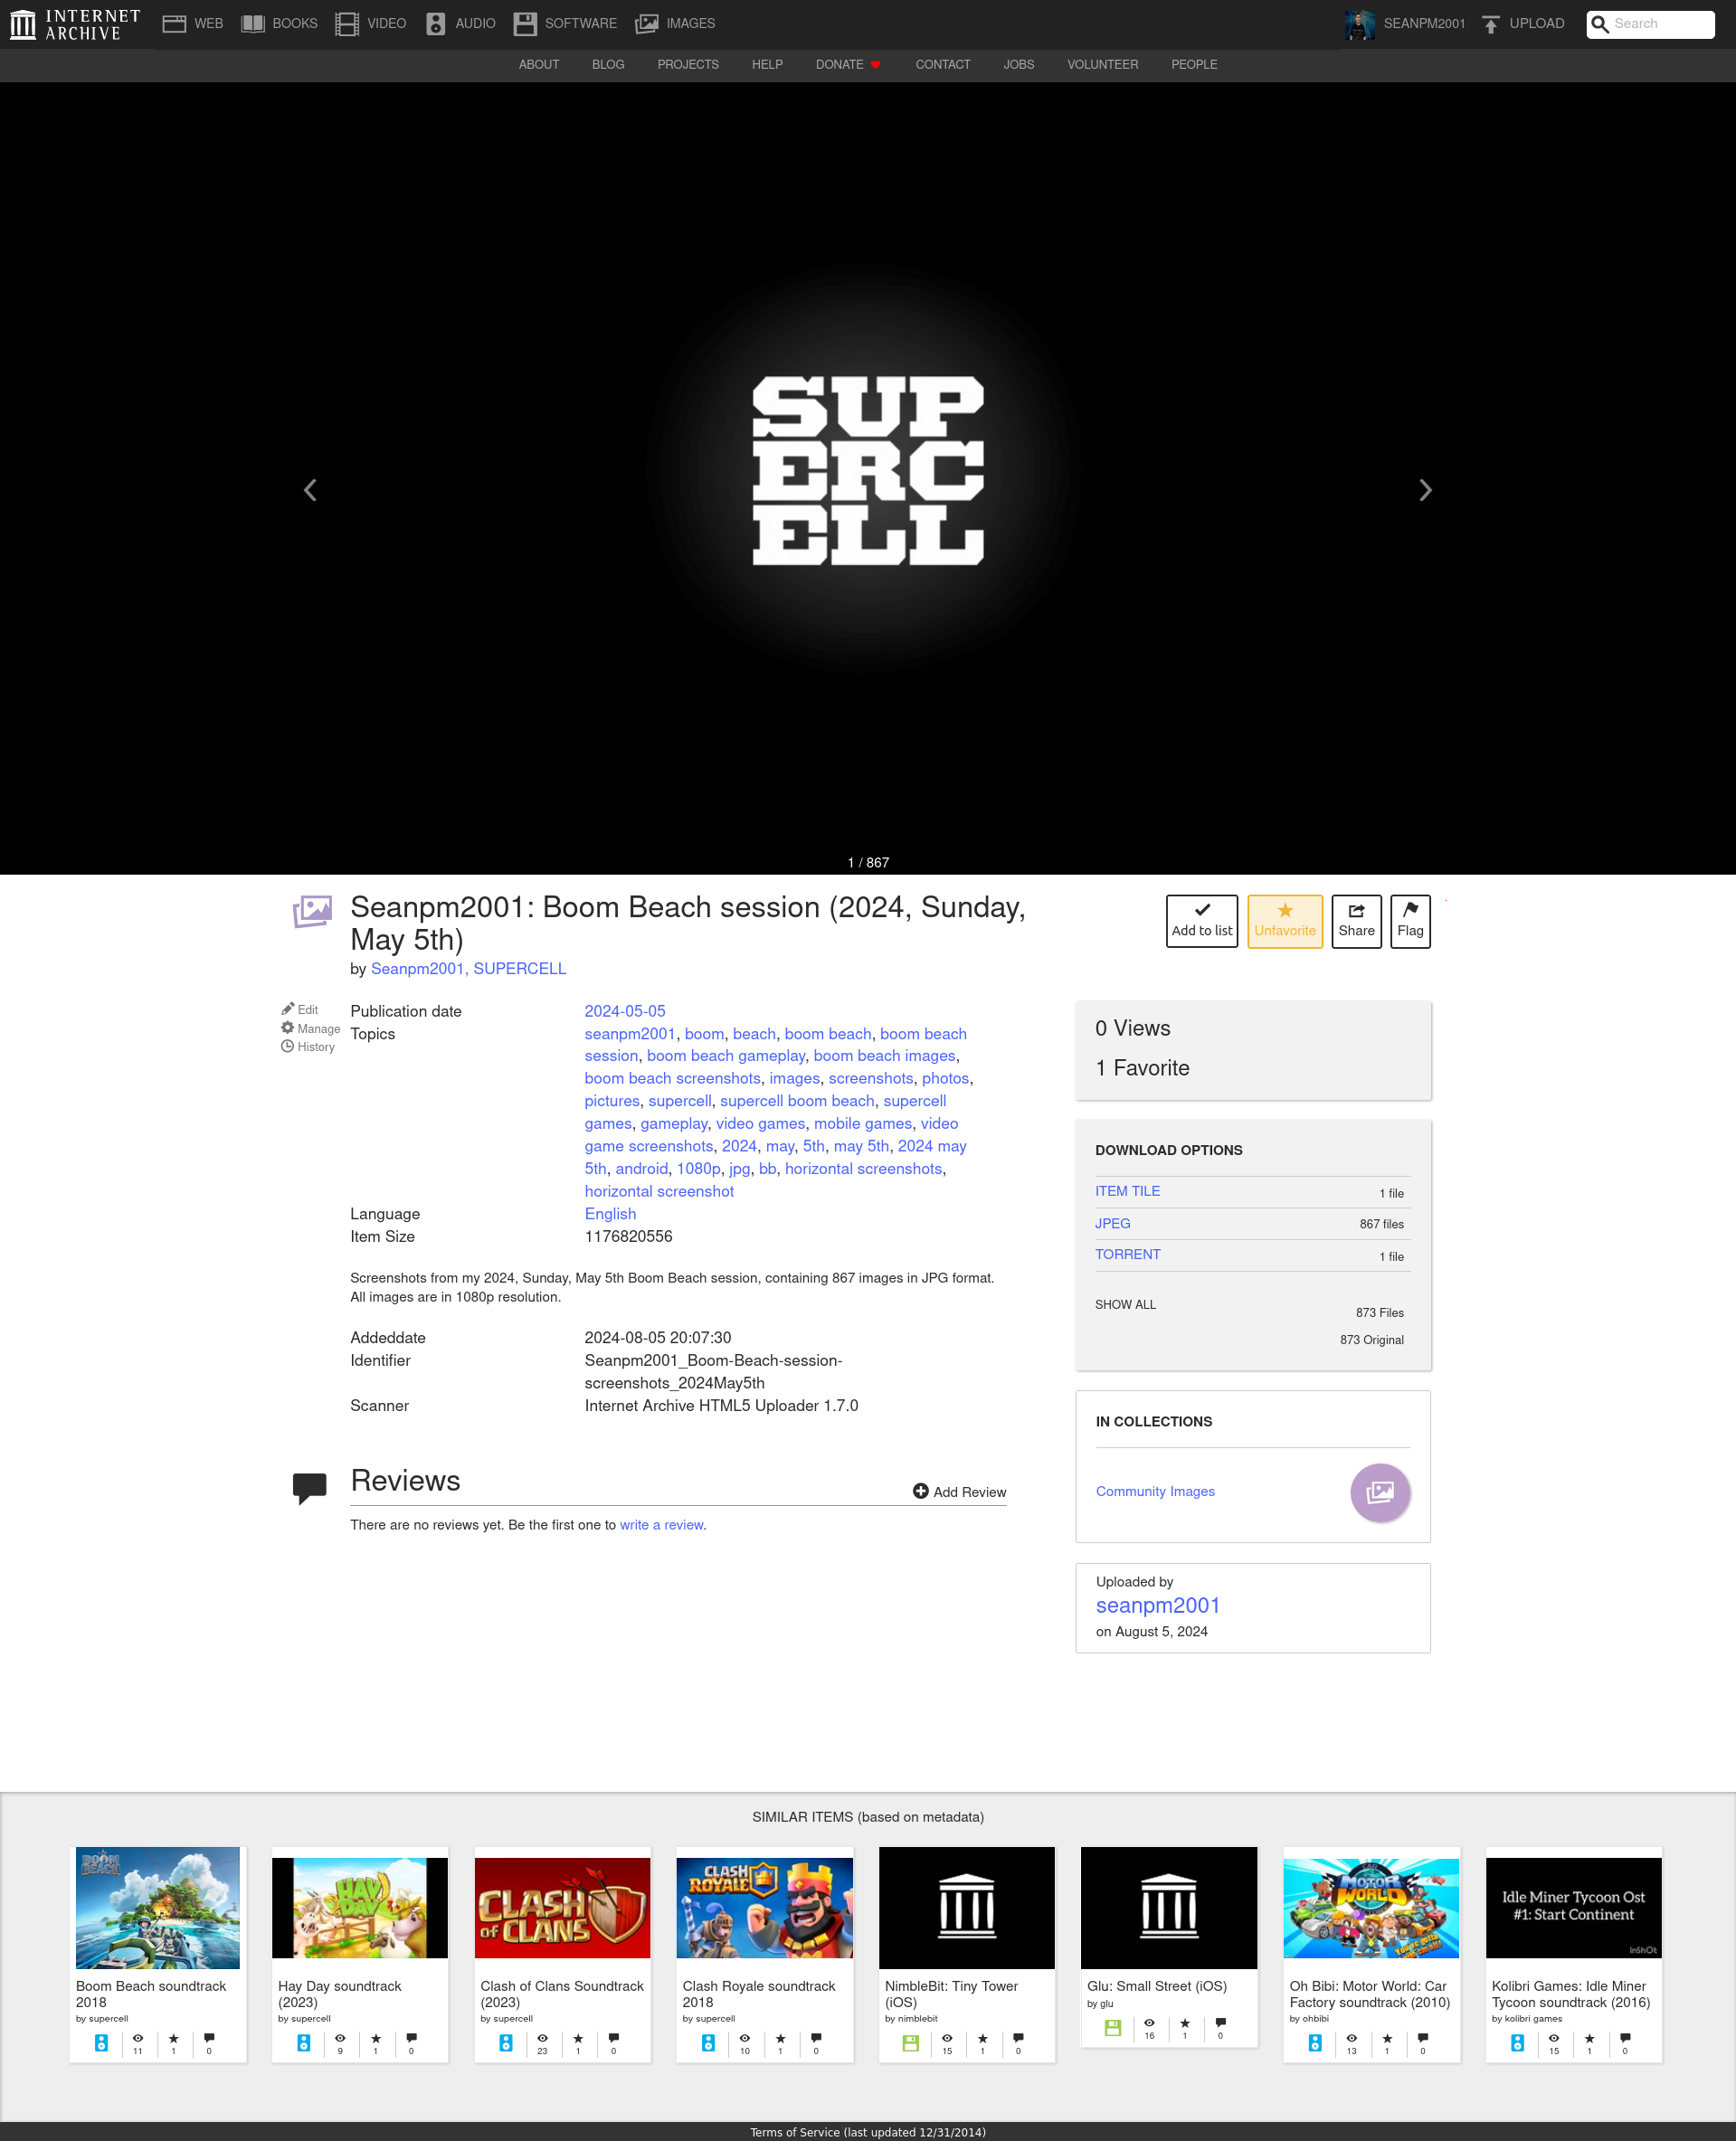 INTERNET
ARCHIVE
WEB
BOOKS
VIDEO
AUDIO
SOFTWARE
IMAGES
SEANPM2001
UPLOAD
Search
ABOUT
BLOG
PROJECTS
HELP
DONATE
CONTACT
JOBS
VOLUNTEER
PEOPLE
SUP
ERC
ELL
1 / 867
Seanpm2001: Boom Beach session (2024, Sunday,
May 5th)
by Seanpm2001, SUPERCELL
Add to list
Unfavorite
Share
Flag
Edit
Manage
History
Publication date 2024-05-05
Topics seanpm2001, boom, beach, boom beach, boom beach
session, boom beach gameplay, boom beach images,
boom beach screenshots, images, screenshots, photos,
pictures, supercell, supercell boom beach, supercell
games, gameplay, video games, mobile games, video
game screenshots, 2024, may, 5th, may 5th, 2024 may
5th, android, 1080p, jpg, bb, horizontal screenshots,
horizontal screenshot
Language English
Item Size 1176820556
Screenshots from my 2024, Sunday, May 5th Boom Beach session, containing 867 images in JPG format.
All images are in 1080p resolution.
Addeddate 2024-08-05 20:07:30
Identifier Seanpm2001_Boom-Beach-session-
screenshots_2024May5th
Scanner Internet Archive HTML5 Uploader 1.7.0
Reviews
Add Review
There are no reviews yet. Be the first one to write a review.
0 Views
1 Favorite
DOWNLOAD OPTIONS
ITEM TILE 1 file
JPEG 867 files
TORRENT 1 file
SHOW ALL 873 Files
873 Original
IN COLLECTIONS
Community Images
Uploaded by
seanpm2001
on August 5, 2024
SIMILAR ITEMS (based on metadata)
BOOM
BEACH
Boom Beach soundtrack
2018
by supercell
11 1 0
HAY
DAY
Hay Day soundtrack
(2023)
by supercell
9 1 0
CLASH
OF CLANS
Clash of Clans Soundtrack
(2023)
by supercell
23 1 0
CLASH
ROYALE
Clash Royale soundtrack
2018
by supercell
10 1 0
NimbleBit: Tiny Tower
(iOS)
by nimblebit
15 1 0
Glu: Small Street (iOS)
by glu
16 1 0
MOTOR
WORLD
Oh Bibi: Motor World: Car
Factory soundtrack (2010)
by ohbibi
13 1 0
Idle Miner Tycoon Ost
#1: Start Continent
InShOt
Kolibri Games: Idle Miner
Tycoon soundtrack (2016)
by kolibri games
15 1 0
Terms of Service (last updated 12/31/2014)